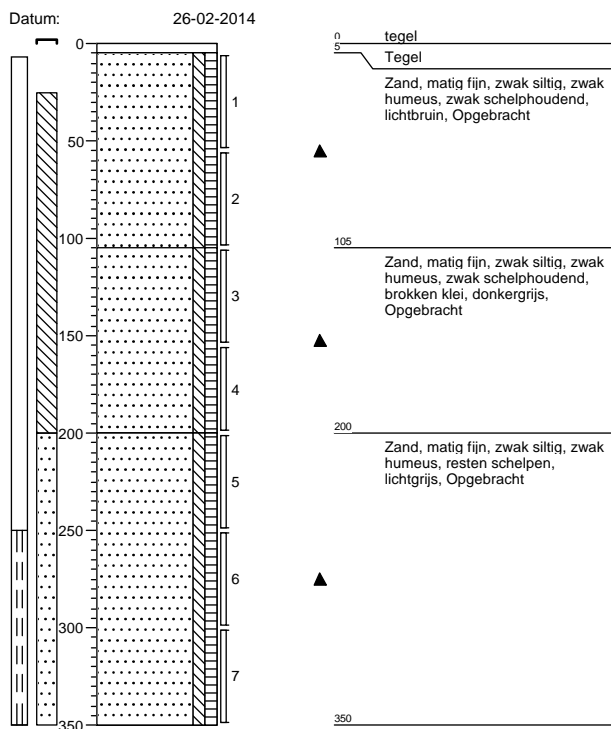 Datum: 26-02-2014
0
50
100
150
200
250
300
350
1
2
3
4
5
6
7
0 tegel
5 Tegel
Zand, matig fijn, zwak siltig, zwak
humeus, zwak schelphoudend,
lichtbruin, Opgebracht
105
Zand, matig fijn, zwak siltig, zwak
humeus, zwak schelphoudend,
brokken klei, donkergrijs,
Opgebracht
200
Zand, matig fijn, zwak siltig, zwak
humeus, resten schelpen,
lichtgrijs, Opgebracht
350